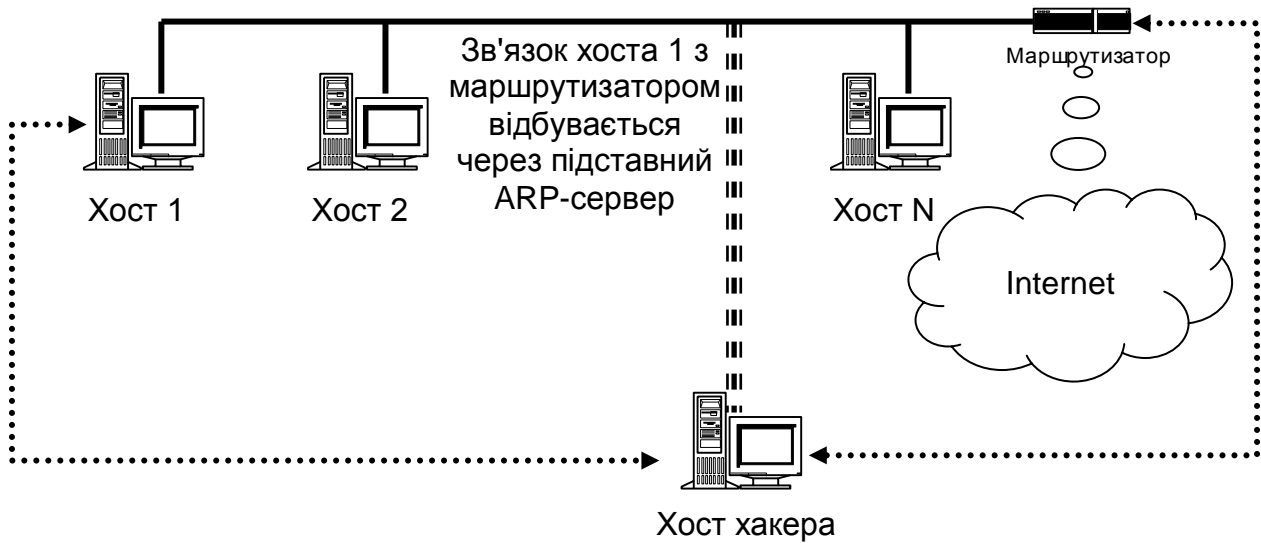 Зв'язок хоста 1 з
маршрутизатором
відбувається
через підставний
ARP-сервер
Маршрутизатор
Хост 1
Хост 2
Хост N
Internet
Хост хакера